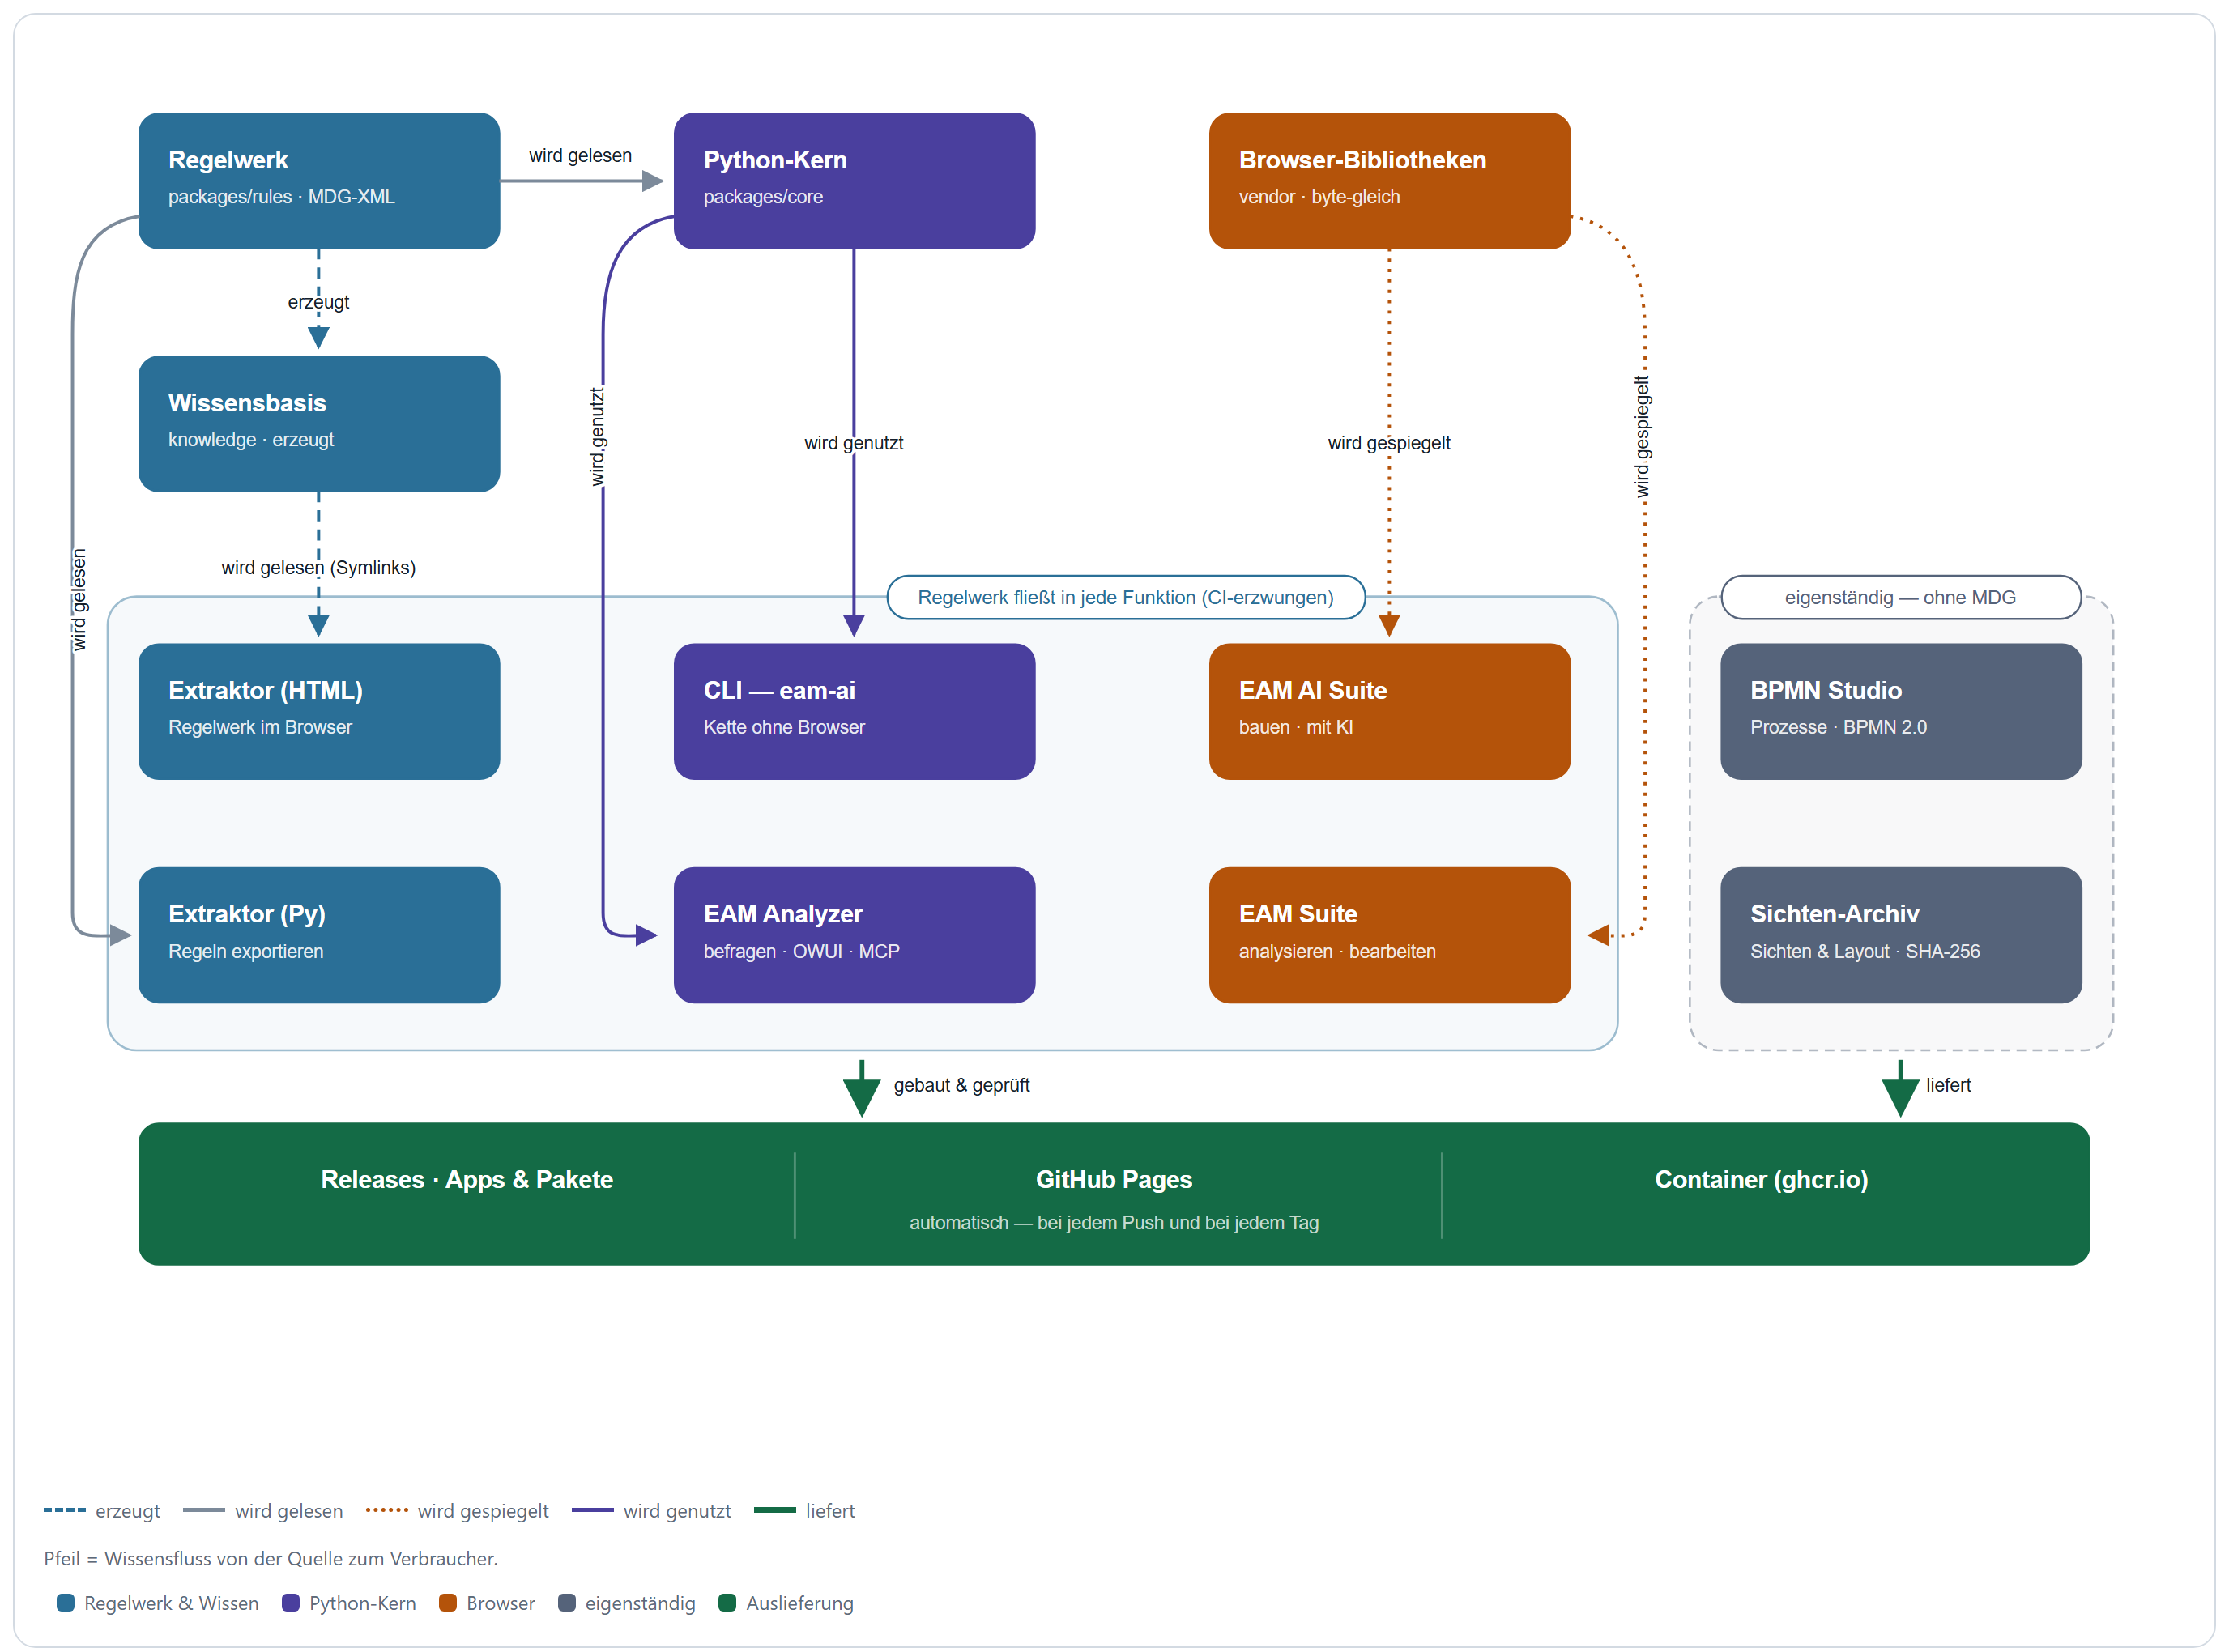 Regelwerk
packages/rules · MDG-XML
wird gelesen
Python-Kern
packages/core
Browser-Bibliotheken
vendor · byte-gleich
erzeugt
Wissensbasis
knowledge · erzeugt
wird genutzt
wird genutzt
wird gespiegelt
wird gespiegelt
wird gelesen
wird gelesen (Symlinks)
Regelwerk fließt in jede Funktion (CI-erzwungen)
eigenständig — ohne MDG
Extraktor (HTML)
Regelwerk im Browser
CLI — eam-ai
Kette ohne Browser
EAM AI Suite
bauen · mit KI
BPMN Studio
Prozesse · BPMN 2.0
Extraktor (Py)
Regeln exportieren
EAM Analyzer
befragen · OWUI · MCP
EAM Suite
analysieren · bearbeiten
Sichten-Archiv
Sichten & Layout · SHA-256
gebaut & geprüft
liefert
Releases · Apps & Pakete
GitHub Pages
automatisch — bei jedem Push und bei jedem Tag
Container (ghcr.io)
erzeugt wird gelesen wird gespiegelt wird genutzt liefert
Pfeil = Wissensfluss von der Quelle zum Verbraucher.
Regelwerk & Wissen Python-Kern Browser eigenständig Auslieferung